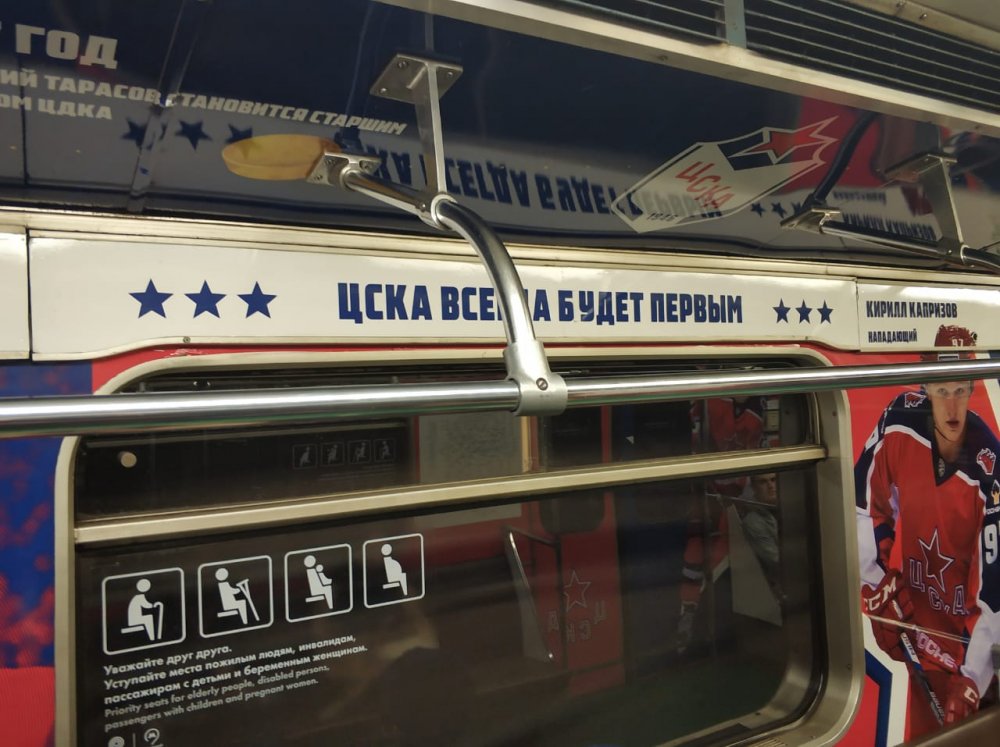 ГОД
ИЙ ТАРАСОВ СТАНОВИТСЯ СТАРШИМ
ОМ ЦДКА
ЦСКА
ЦСКА ВСЕГДА БУДЕТ ПЕРВЫМ
КИРИЛЛ КАПРИЗОВ
НАПАДАЮЩИЙ
97
ЦСКА
CCM
Уважайте друг друга.
Уступайте места пожилым людям, инвалидам,
пассажирам с детьми и беременным женщинам.
Priority seats for elderly people, disabled persons,
passengers with children and pregnant women.